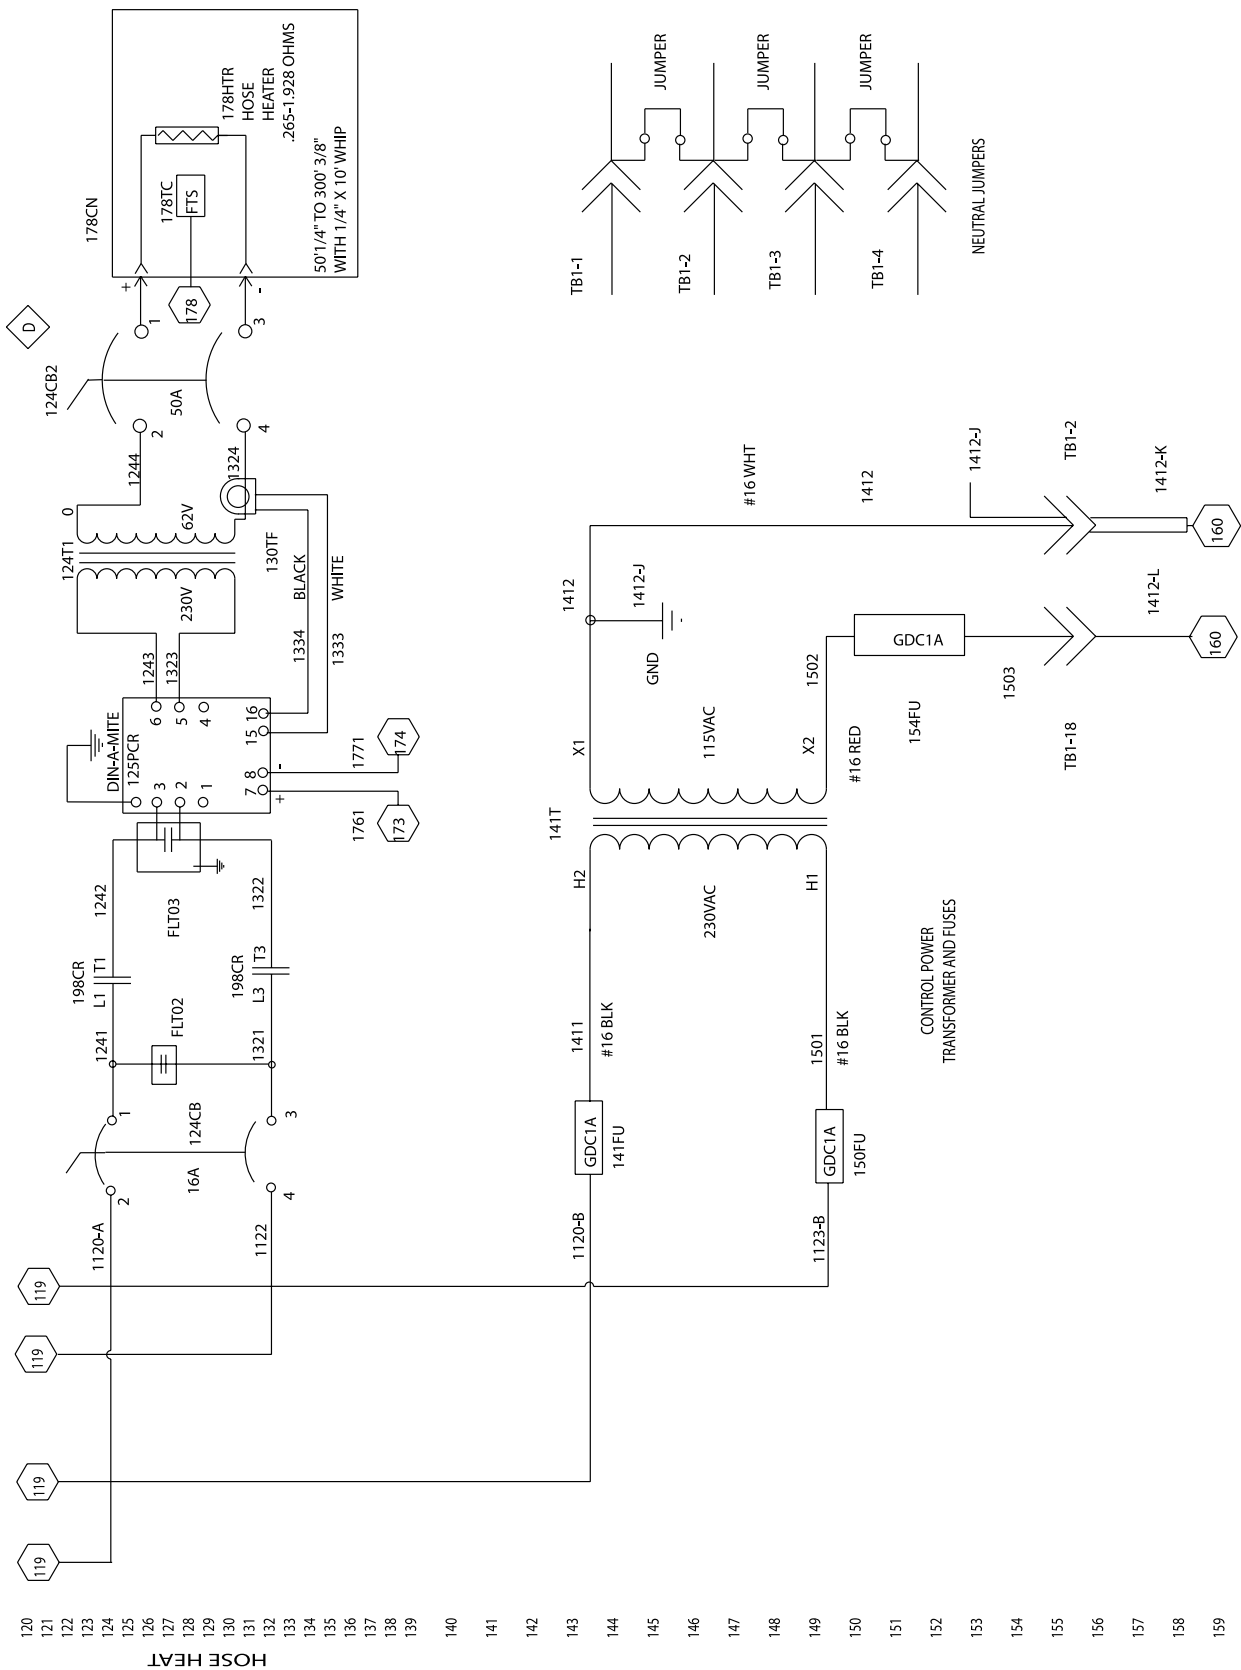 HOSE HEAT
120
121
122
123
124
125
126
127
128
129
130
131
132
133
134
135
136
137
138
139
140
141
142
143
144
145
146
147
148
149
150
151
152
153
154
155
156
157
158
159
119
119
119
119
1120-A
2
1
16A
124CB
1122
4
3
1241
L1
T1
198CR
1242
FLT02
FLT03
1321
L3
T3
198CR
1322
DIN-A-MITE
125PCR
3
2
1
6
5
4
7
8
15
16
+
-
1761
173
1771
174
1243
1323
1334
BLACK
1333
WHITE
230V
124T1
0
62V
130TF
1244
1324
2
4
50A
124CB2
1
3
D
+
-
178
178CN
178TC
FTS
178HTR
HOSE
HEATER
.265-1.928 OHMS
50'1/4" TO 300' 3/8"
WITH 1/4" X 10' WHIP
1120-B
GDC1A
141FU
1411
#16 BLK
H2
141T
X1
1412
1123-B
GDC1A
150FU
1501
#16 BLK
H1
230VAC
115VAC
X2
#16 RED
1502
GND
1412-J
GDC1A
154FU
1503
TB1-18
1412-L
160
#16 WHT
1412
1412-J
TB1-2
1412-K
160
CONTROL POWER
TRANSFORMER AND FUSES
TB1-1
TB1-2
TB1-3
TB1-4
JUMPER
JUMPER
JUMPER
NEUTRAL JUMPERS